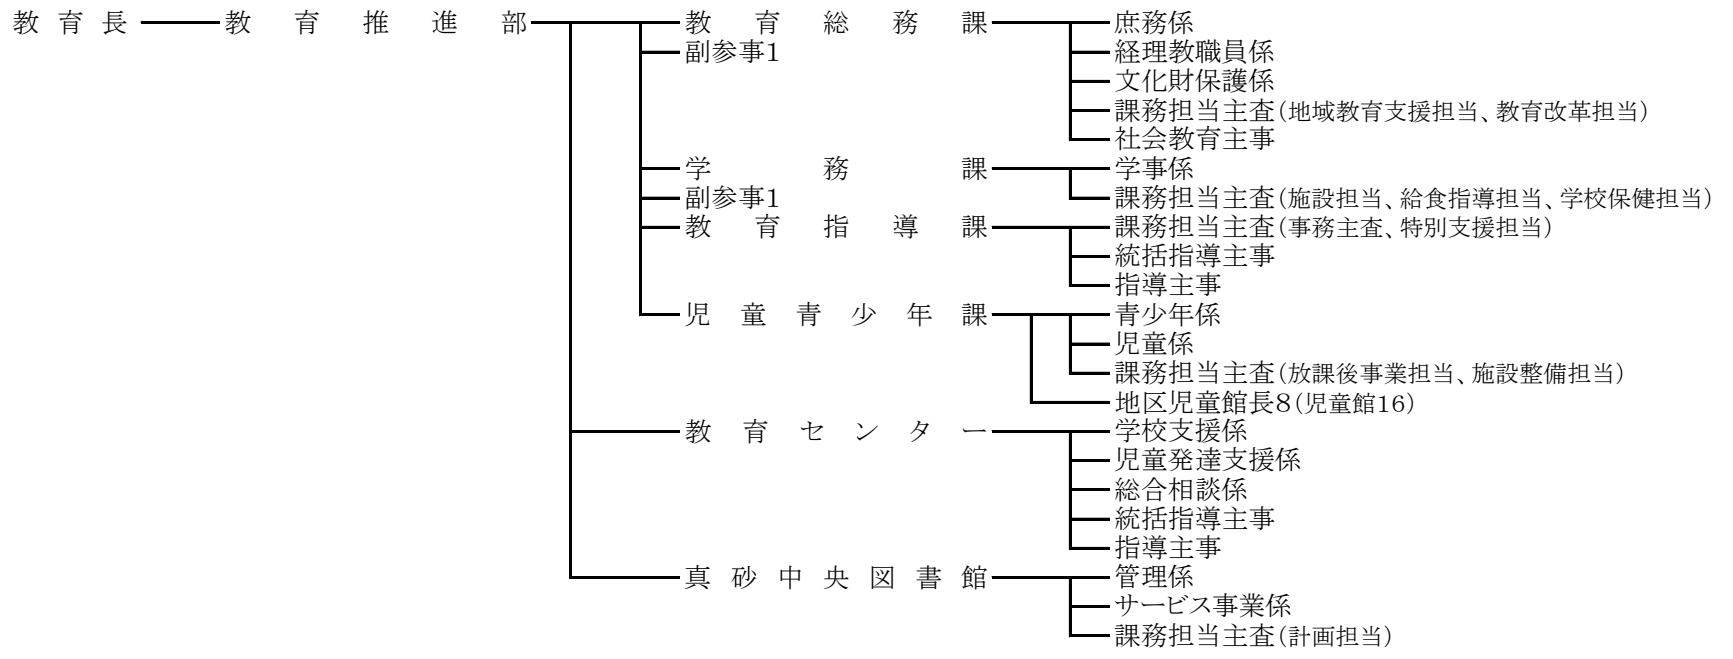 教育長 教育推進部 教育総務課 庶務係
副参事1 経理教職員係
文化財保護係
課務担当主査(地域教育支援担当、教育改革担当)
社会教育主事
学務課 学事係
副参事1 課務担当主査(施設担当、給食指導担当、学校保健担当)
教育指導課 課務担当主査(事務主査、特別支援担当)
統括指導主事
指導主事
児童青少年課 青少年係
児童係
課務担当主査(放課後事業担当、施設整備担当)
地区児童館長8(児童館16)
教育センター 学校支援係
児童発達支援係
総合相談係
統括指導主事
指導主事
真砂中央図書館 管理係
サービス事業係
課務担当主査(計画担当)